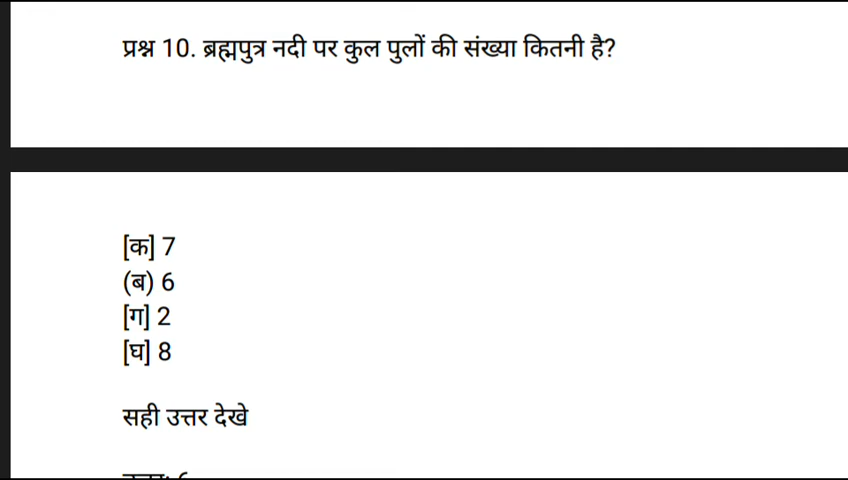 प्रश्न 10. ब्रह्मपुत्र नदी पर कुल पुलों की संख्या कितनी है?
[क] 7
(ब) 6
[ग] 2
[घ] 8
सही उत्तर देखे